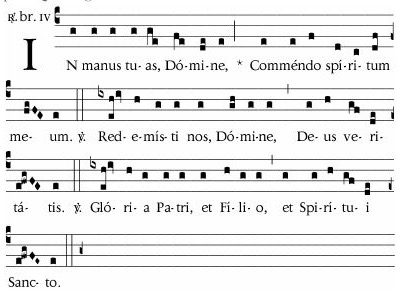 ℟. br. IV
IN manus tu- as, Dó- mi- ne, * Comméndo spí- ri- tum
me- um. ℣. Red- e- mís- ti nos, Dó- mi- ne, De- us ve- ri-
tá- tis. ℣. Gló- ri- a Pa- tri, et Fí- li- o, et Spi- rí- tu- i
Sanc- to.